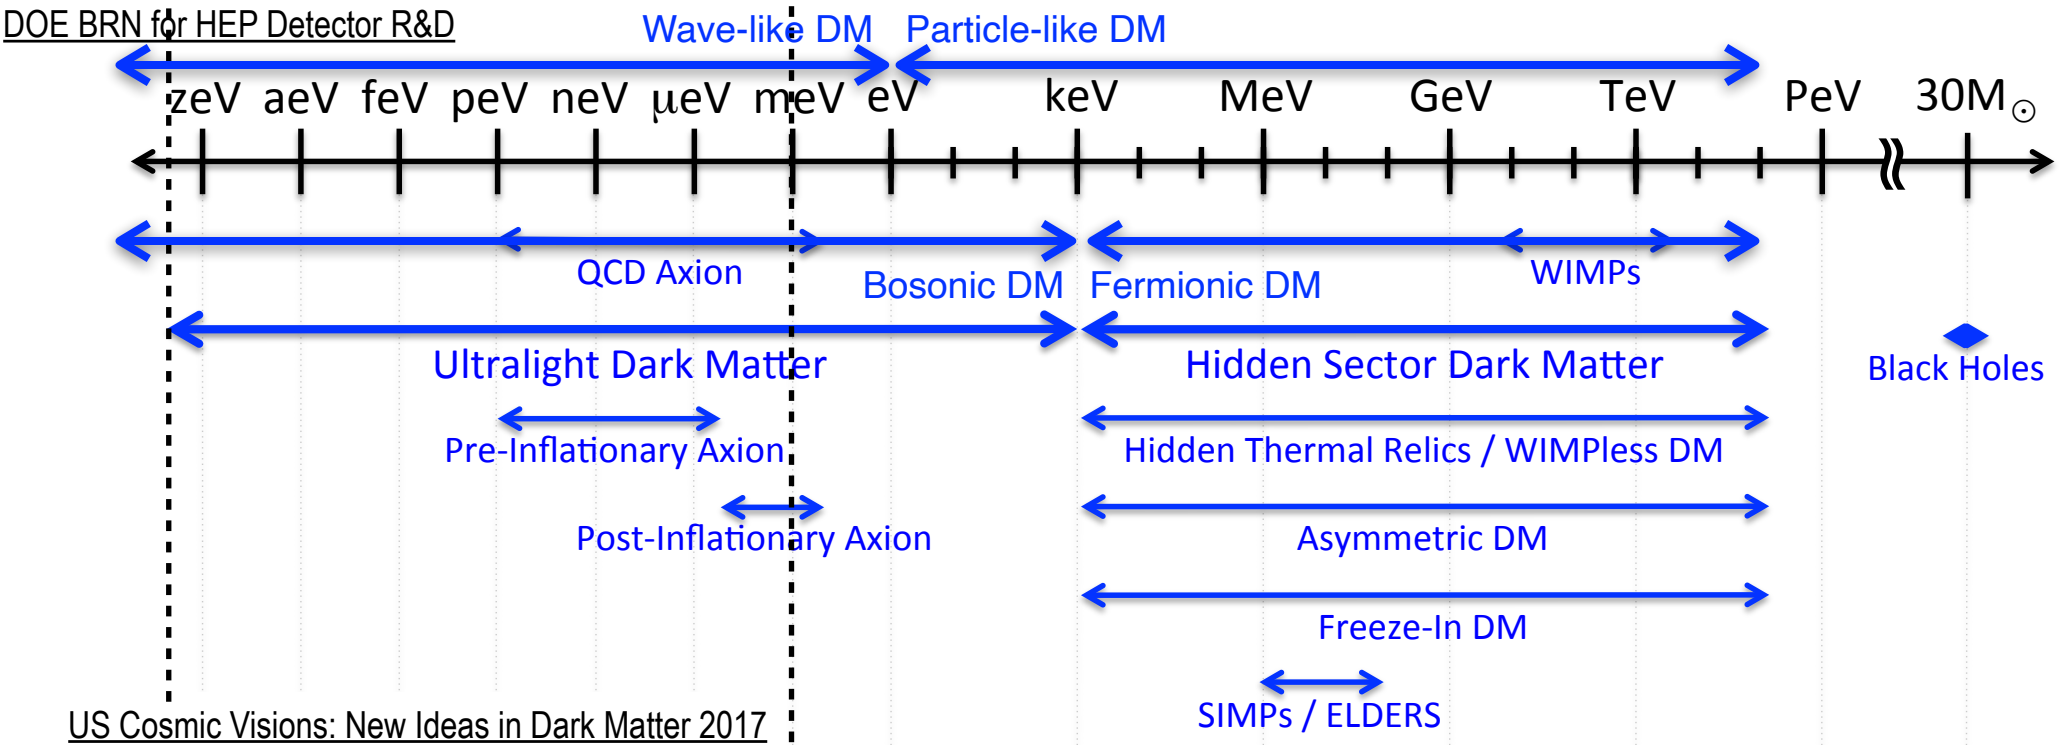 DOE BRN for HEP Detector R&D
Wave-like DM Particle-like DM
zeV aeV feV peV neV μeV meV eV keV MeV GeV TeV PeV 30M☉
QCD Axion WIMPs
Bosonic DM Fermionic DM
Ultralight Dark Matter Hidden Sector Dark Matter Black Holes
Pre-Inflationary Axion Hidden Thermal Relics / WIMPless DM
Post-Inflationary Axion Asymmetric DM
Freeze-In DM
SIMPs / ELDERS
US Cosmic Visions: New Ideas in Dark Matter 2017